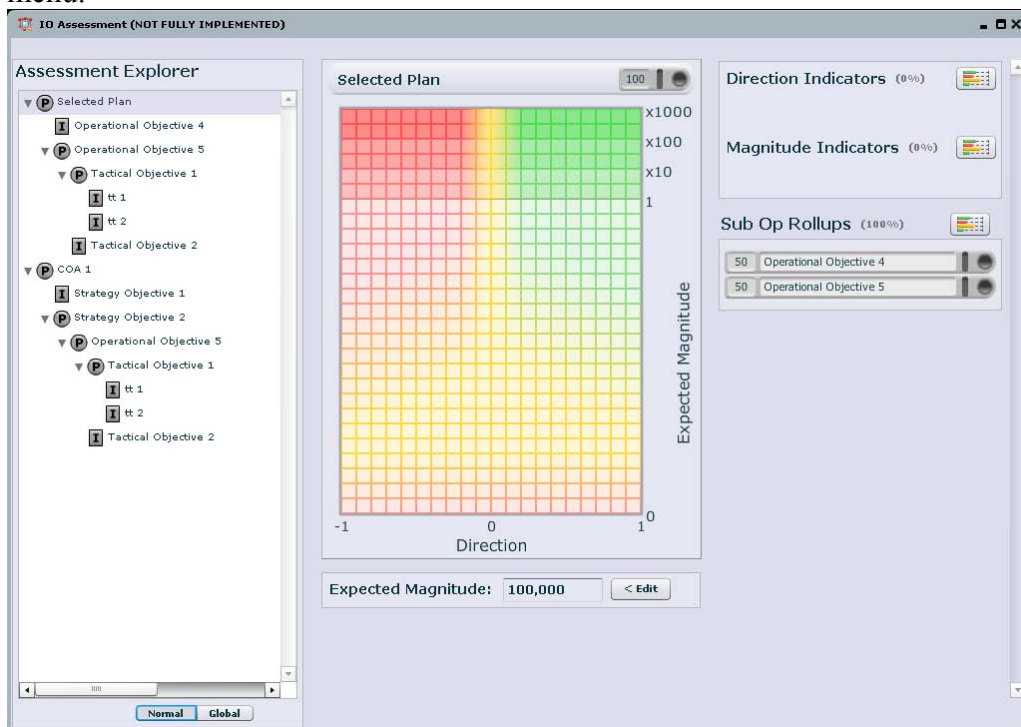 menu.
IO Assessment (NOT FULLY IMPLEMENTED)
Assessment Explorer
P Selected Plan
I Operational Objective 4
P Operational Objective 5
P Tactical Objective 1
I tt 1
I tt 2
I Tactical Objective 2
P COA 1
I Strategy Objective 1
P Strategy Objective 2
P Operational Objective 5
P Tactical Objective 1
I tt 1
I tt 2
I Tactical Objective 2
Normal Global
Selected Plan 100
x1000
x100
x10
1
Expected Magnitude
0
-1 0 1
Direction
Expected Magnitude: 100,000 < Edit
Direction Indicators (0%)
Magnitude Indicators (0%)
Sub Op Rollups (100%)
50 Operational Objective 4
50 Operational Objective 5